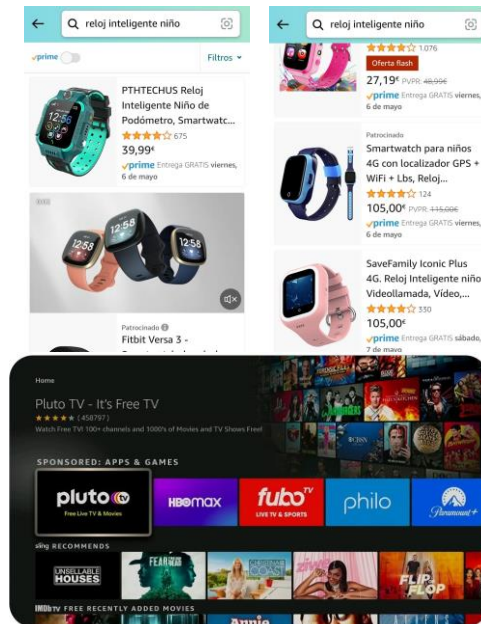 reloj inteligente niño
prime
Filtros
PTHTECHUS Reloj
Inteligente Niño de
Podómetro, Smartwatc...
675
39,99€
prime Entrega GRATIS viernes,
6 de mayo
12:58
12:58
12:58
Patrocinado
Fitbit Versa 3 -
reloj inteligente niño
1.076
Oferta flash
27,19€ PVPR: 48,99€
prime Entrega GRATIS viernes,
6 de mayo
Patrocinado
Smartwatch para niños
4G con localizador GPS +
WiFi + Lbs, Reloj...
124
105,00€ PVPR: 115,00€
prime Entrega GRATIS viernes,
6 de mayo
SaveFamily Iconic Plus
4G. Reloj Inteligente niño
Videollamada, Vídeo,...
330
105,00€
prime Entrega GRATIS sábado,
7 de mayo
Home
Pluto TV - It's Free TV
(458797)
Watch Free TV! 100+ channels and 1000's of Movies and TV Shows Free!
SPONSORED: APPS & GAMES
pluto tv
Free Live TV & Movies
HBOmax
fubo TV
LIVE TV & SPORTS
philo
Paramount+
sling RECOMMENDS
UNSELLABLE
HOUSES
FLIP
FLOP
IMDb TV FREE RECENTLY ADDED MOVIES
Annie